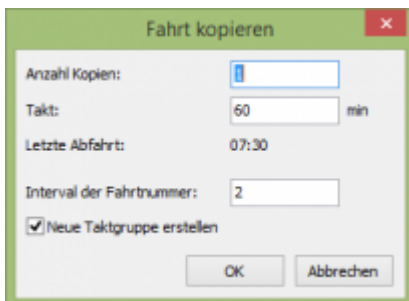 Fahrt kopieren
Anzahl Kopien: 1
Takt: 60 min
Letzte Abfahrt: 07:30
Interval der Fahrtnummer: 2
Neue Taktgruppe erstellen
OK Abbrechen